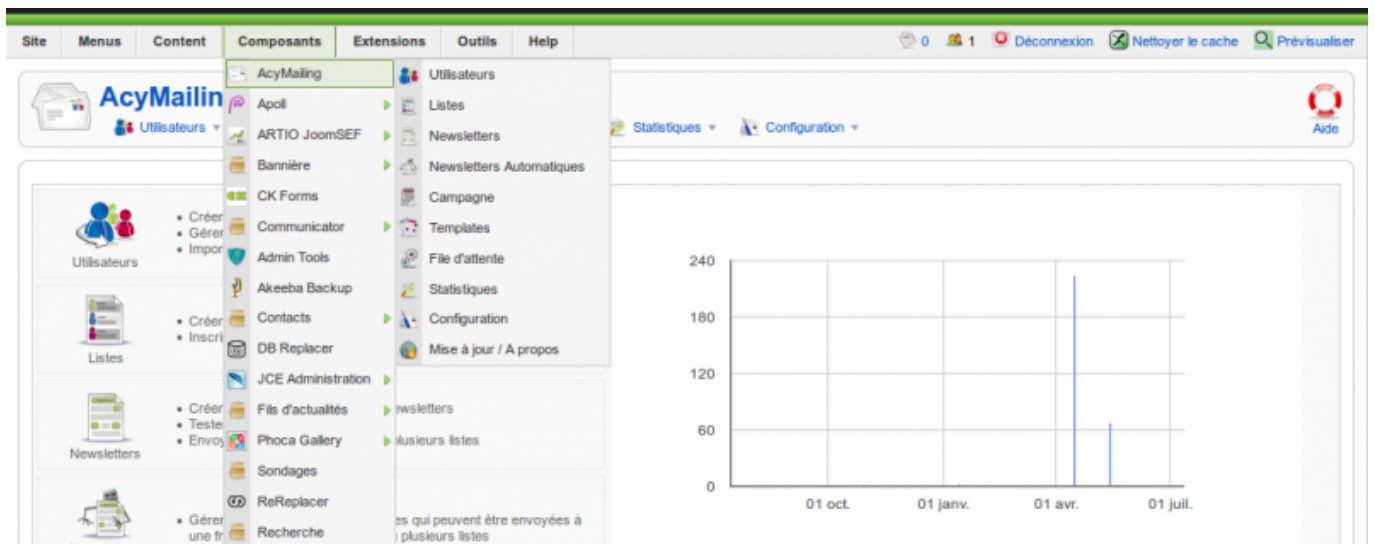 Site Menus Content Composants Extensions Outils Help 0 1 Déconnexion Nettoyer le cache Prévisualiser
AcyMailin
Utilisateurs Statistiques Configuration Aide
AcyMailing
Apoll
ARTIO JoomSEF
Bannière
CK Forms
Communicator
Admin Tools
Akeeba Backup
Contacts
DB Replacer
JCE Administration
Fils d'actualités
Phoca Gallery
Sondages
ReReplacer
Recherche
Utilisateurs
Listes
Newsletters
Newsletters Automatiques
Campagne
Templates
File d'attente
Statistiques
Configuration
Mise à jour / A propos
Utilisateurs
• Créer
• Gérer
• Impor
Listes
• Créer
• Inscri
Newsletters
• Créer ewsletters
• Teste
• Envoy plusieurs listes
• Gérer es qui peuvent être envoyées à
une fr plusieurs listes
240
180
120
60
0
01 oct. 01 janv. 01 avr. 01 juil.